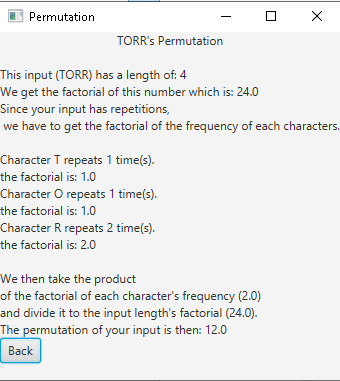 Permutation
TORR's Permutation
This input (TORR) has a length of: 4
We get the factorial of this number which is: 24.0
Since your input has repetitions,
we have to get the factorial of the frequency of each characters.
Character T repeats 1 time(s).
the factorial is: 1.0
Character O repeats 1 time(s).
the factorial is: 1.0
Character R repeats 2 time(s).
the factorial is: 2.0
We then take the product
of the factorial of each character's frequency (2.0)
and divide it to the input length's factorial (24.0).
The permutation of your input is then: 12.0
Back